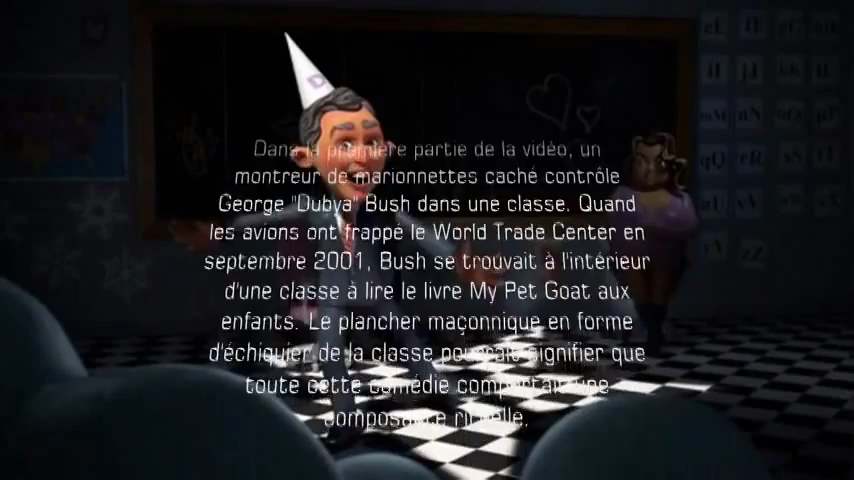 Dans la première partie de la vidéo, un
montreur de marionnettes caché contrôle
George "Dubya" Bush dans une classe. Quand
les avions ont frappé le World Trade Center en
septembre 2001, Bush se trouvait à l'intérieur
d'une classe à lire le livre My Pet Goat aux
enfants. Le plancher maçonnique en forme
d'échiquier de la classe pourrait signifier que
toute cette comédie comportait une
composante rituelle.
D